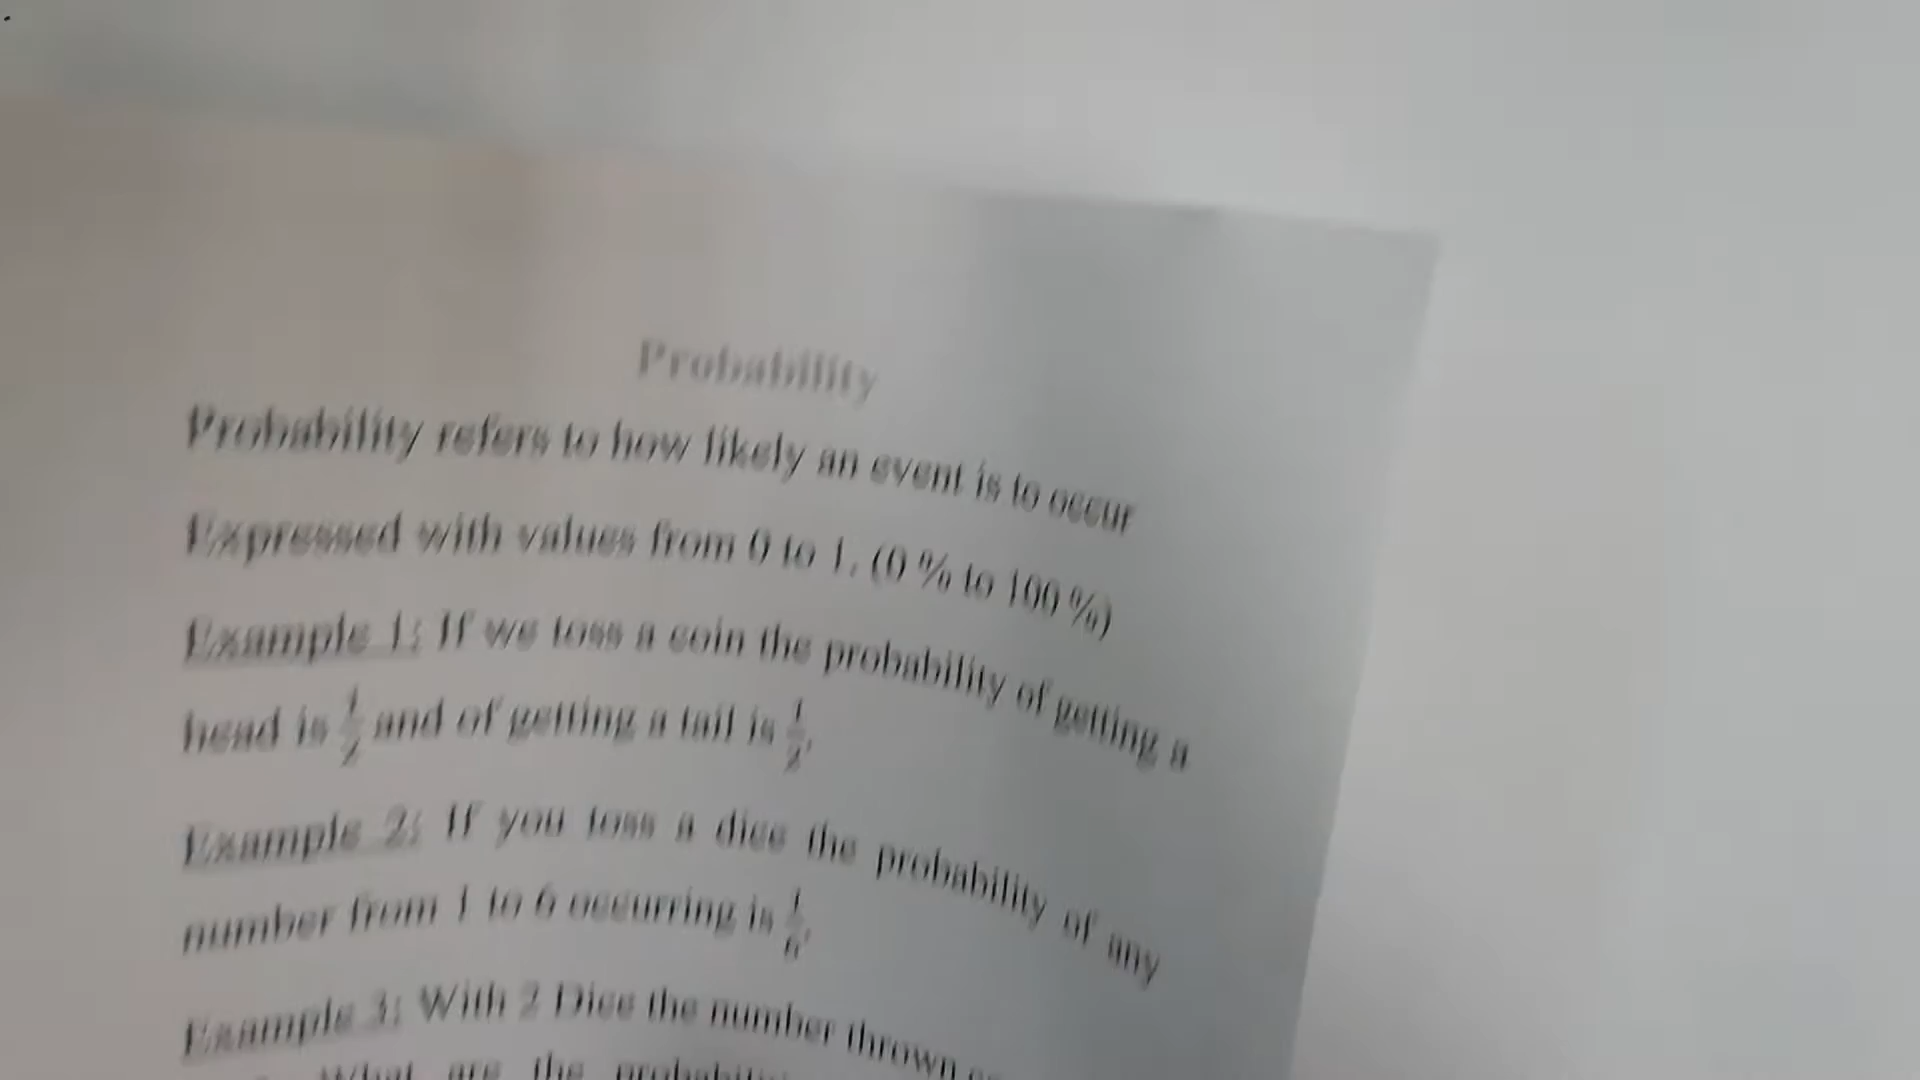 Probability
Probability refers to how likely an event is to occur
Expressed with values from 0 to 1, (0 % to 100 %)
Example 1: If we toss a coin the probability of getting a
head is 1/2 and of getting a tail is 1/2.
Example 2: If you toss a dice the probability of any
number from 1 to 6 occurring is 1/6.
Example 3: With 2 Dice the number thrown
What are the